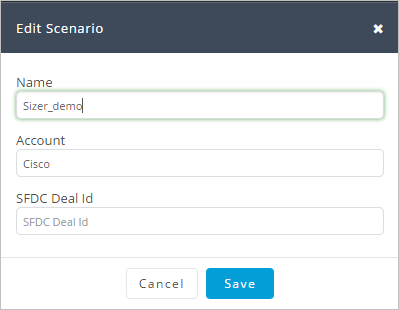 Edit Scenario
Name
Sizer_demo
Account
Cisco
SFDC Deal Id
SFDC Deal Id
Cancel Save